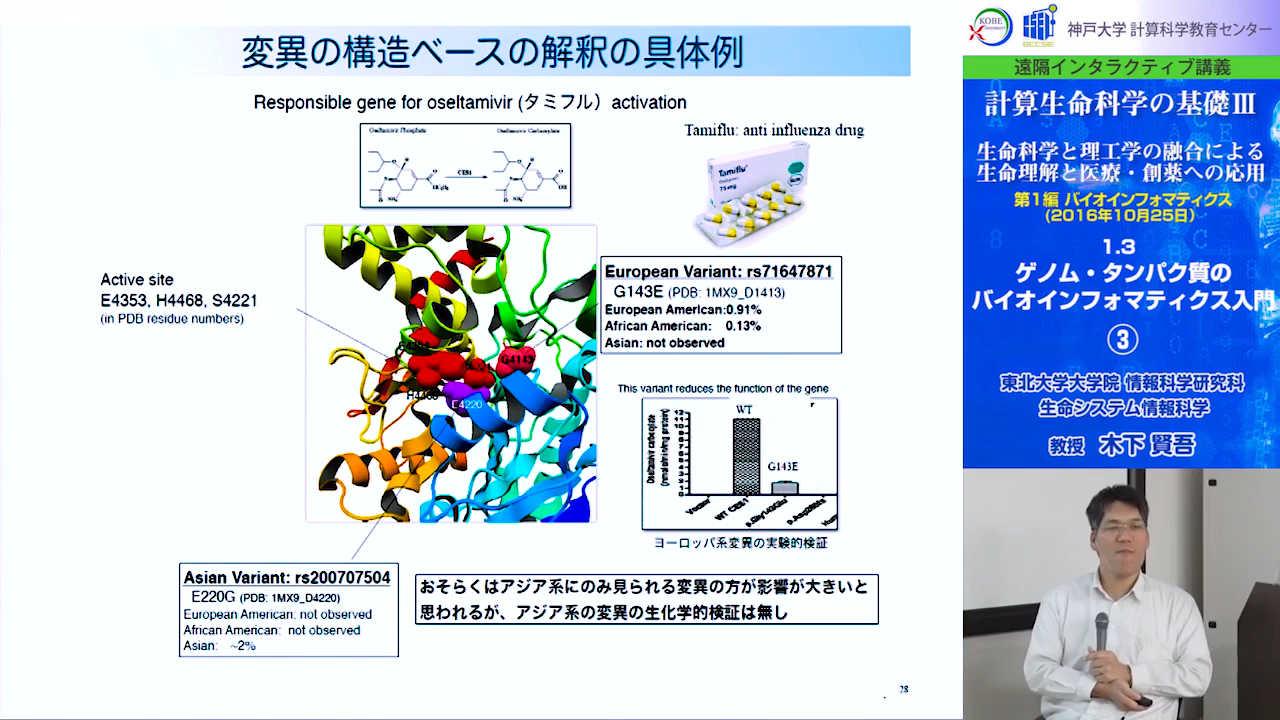 変異の構造ベースの解釈の具体例
Responsible gene for oseltamivir (タミフル）activation
Oseltamivir Phosphate
Oseltamivir Carboxylate
CES1
Tamiflu: anti influenza drug
Tamiflu
75 mg
Active site
E4353, H4468, S4221
(in PDB residue numbers)
G4143
E4220
European Variant: rs71647871
G143E (PDB: 1MX9_D1413)
European American:0.91%
African American: 0.13%
Asian: not observed
This variant reduces the function of the gene
WT
G143E
Vector
WT CES1
p.Gly143Glu
ヨーロッパ系変異の実験的検証
Asian Variant: rs200707504
E220G (PDB: 1MX9_D4220)
European American: not observed
African American: not observed
Asian: ~2%
おそらくはアジア系にのみ見られる変異の方が影響が大きいと
思われるが、アジア系の変異の生化学的検証は無し
28
KOBE
神戸大学 計算科学教育センター
遠隔インタラクティブ講義
計算生命科学の基礎Ⅲ
生命科学と理工学の融合による
生命理解と医療・創薬への応用
第1編 バイオインフォマティクス
(2016年10月25日)
1.3
ゲノム・タンパク質の
バイオインフォマティクス入門
③
東北大学大学院 情報科学研究科
生命システム情報科学
教授 木下 賢吾